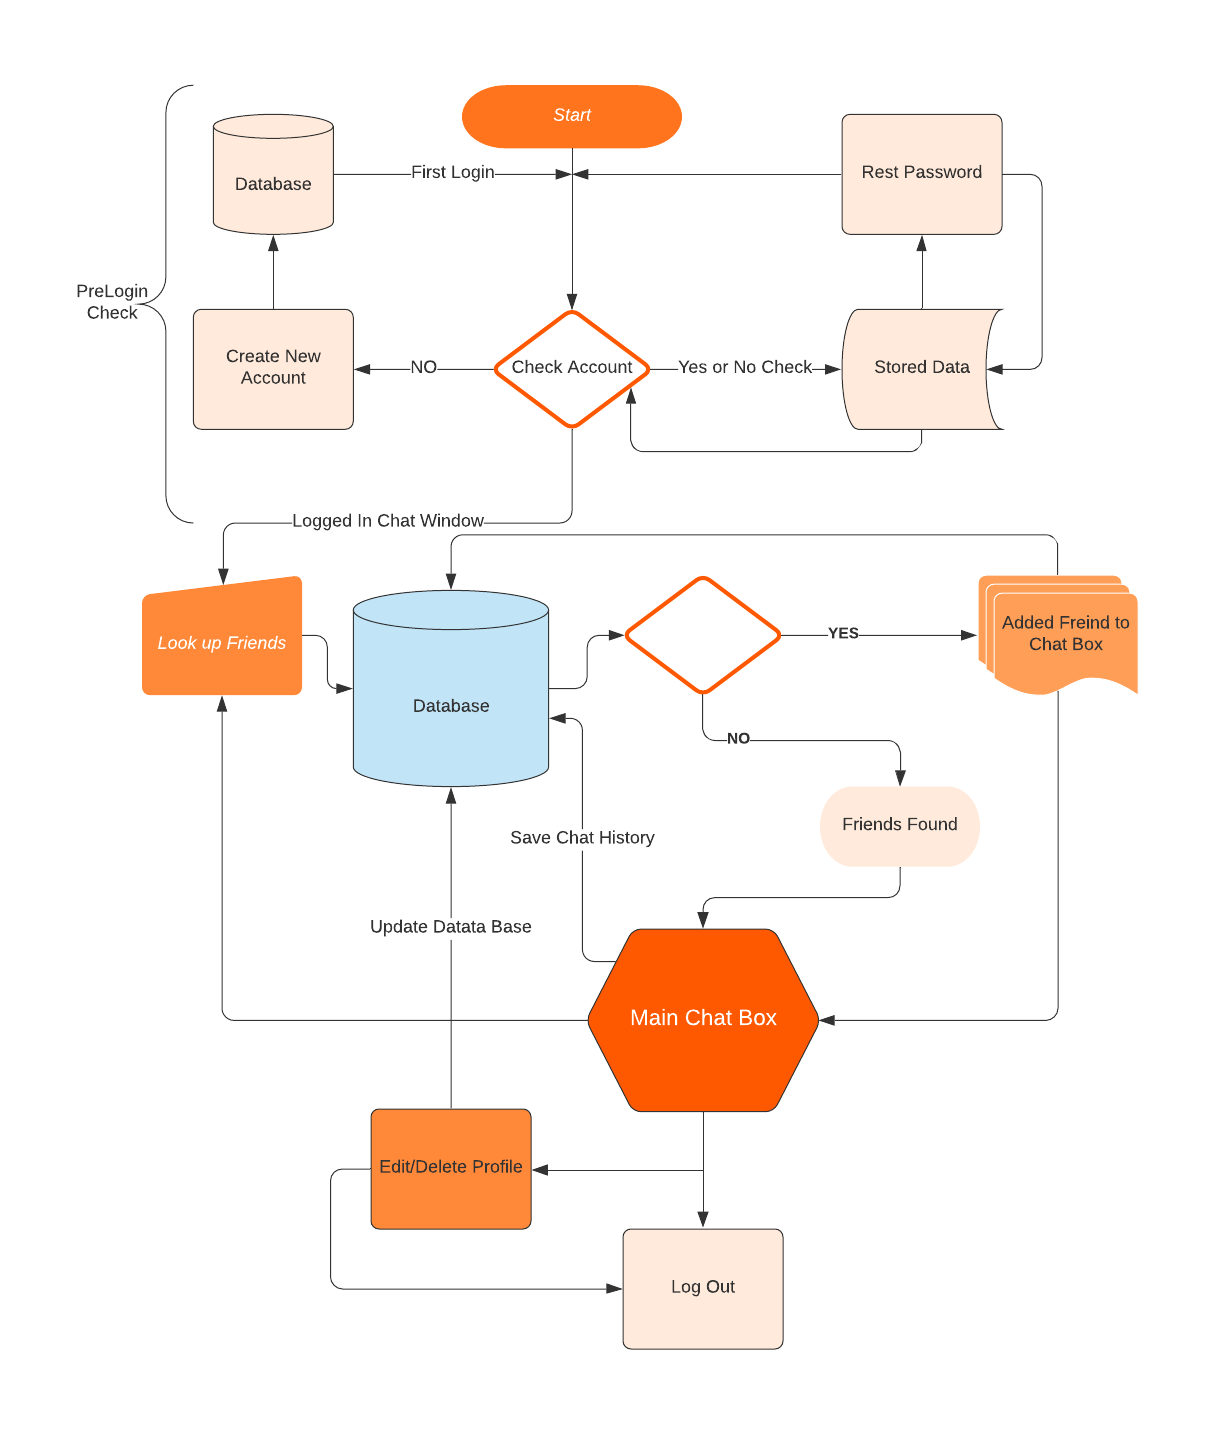 Start
Database
First Login
Rest Password
PreLogin
Check
Create New
Account
NO
Check Account
Yes or No Check
Stored Data
Logged In Chat Window
Look up Friends
Database
YES
Added Freind to
Chat Box
NO
Friends Found
Save Chat History
Update Datata Base
Main Chat Box
Edit/Delete Profile
Log Out